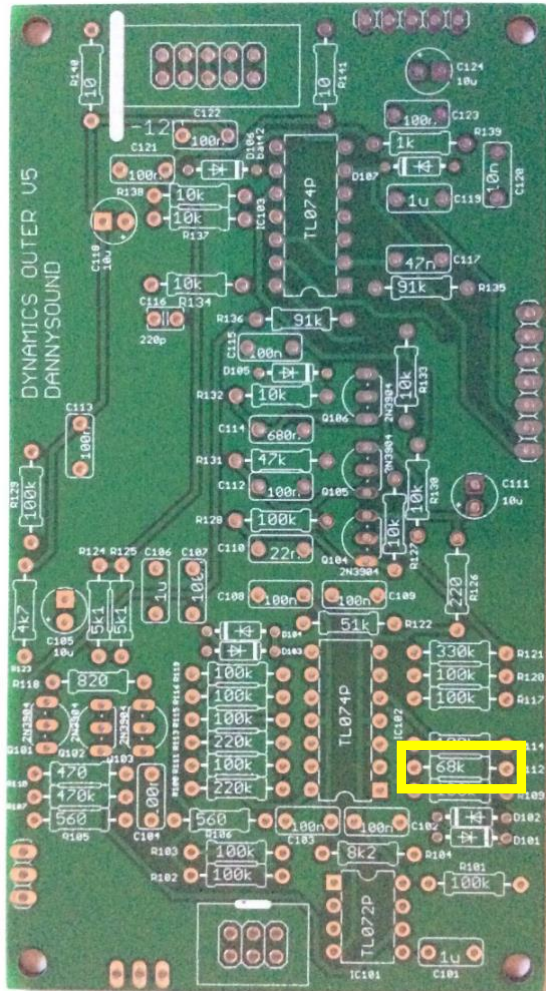 R140
10
10
R141
C124
10u
-12V
C122
100n
C123
100n
D106
bat42
1k
R139
C121
100n
D107
10n
C120
R138
10k
IC103
TL074P
1u
C119
10k
R137
C118
10u
47n
C117
DYNAMICS OUTER V5
DANNYSOUND
10k
R134
91k
R135
C116
220p
R136
91k
C115
100n
D105
R133
10k
R132
10k
Q106
2N3904
C113
100n
C114
680n
R131
47k
2N3904
R129
100k
C112
100n
Q105
10k
R130
C111
10u
R128
100k
10k
R127
C110
22n
Q104
2N3904
R124
R125
C106
C107
220
R126
4k7
R123
C105
10u
5k1
5k1
1u
C108
100n
100n
C109
51k
R122
D104
D103
330k
R121
R118
820
R119
100k
100k
R120
100k
100k
R117
2N3904
2N3904
Q101
Q102
Q103
100k
220k
100k
220k
TL074P
IC102
68k
470
470k
R107
560
R105
C104
560
R106
100n
C103
100n
C102
R109
D102
D101
R103
100k
8k2
R104
R102
100k
R101
100k
TL072P
IC101
1u
C101